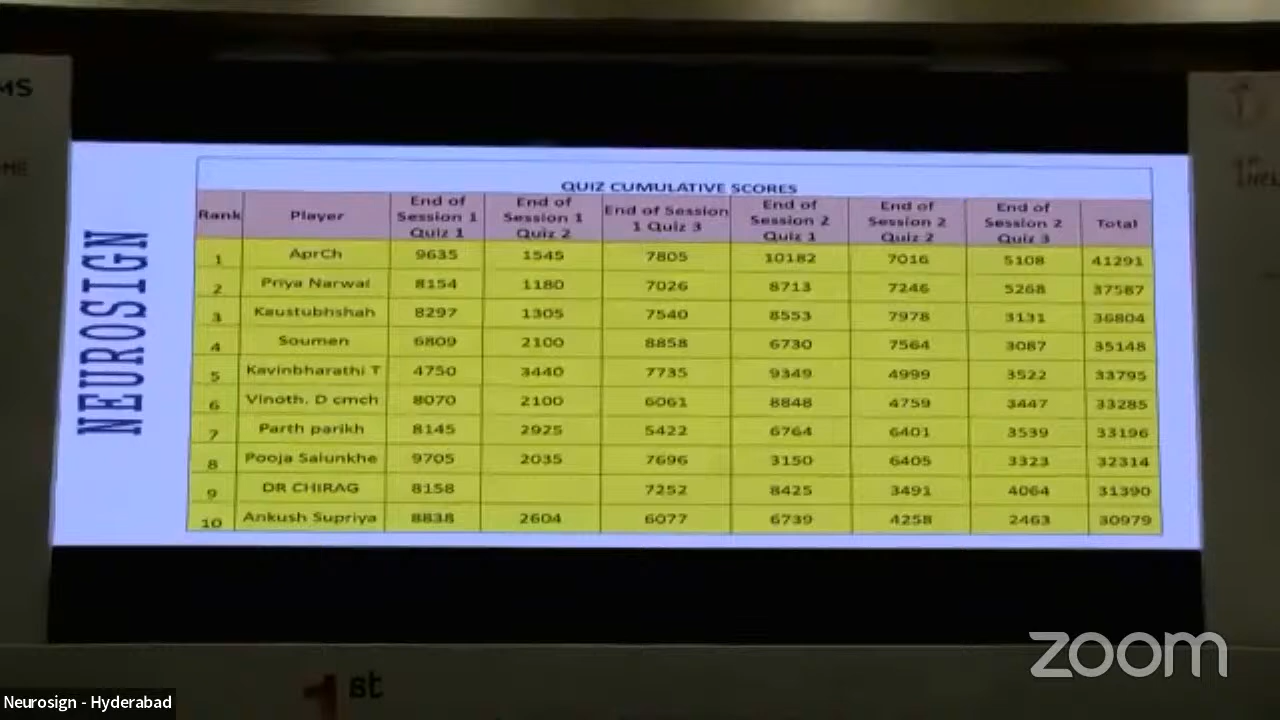 MS
NEUROSIGN
QUIZ CUMULATIVE SCORES
Rank Player End of Session 1 Quiz 1 End of Session 1 Quiz 2 End of Session 1 Quiz 3 End of Session 2 Quiz 1 End of Session 2 Quiz 2 End of Session 2 Quiz 3 Total
1 AprCh 9635 1545 7805 10182 7016 5108 41291
2 Priya Narwal 8154 1180 7026 8713 7246 5268 37587
3 Kaustubhshah 8297 1305 7540 8553 7978 3131 36804
4 Soumen 6809 2100 8858 6730 7564 3087 35148
5 Kavinbharathi T 4750 3440 7735 9349 4999 3522 33795
6 Vinoth. D cmch 8070 2100 6061 8848 4759 3447 33285
7 Parth parikh 8145 2925 5422 6764 6401 3539 33196
8 Pooja Salunkhe 9705 2035 7696 3150 6405 3323 32314
9 DR CHIRAG 8158 7252 8425 3491 4064 31390
10 Ankush Supriya 8838 2604 6077 6739 4258 2463 30979
1st
zoom
Neurosign - Hyderabad